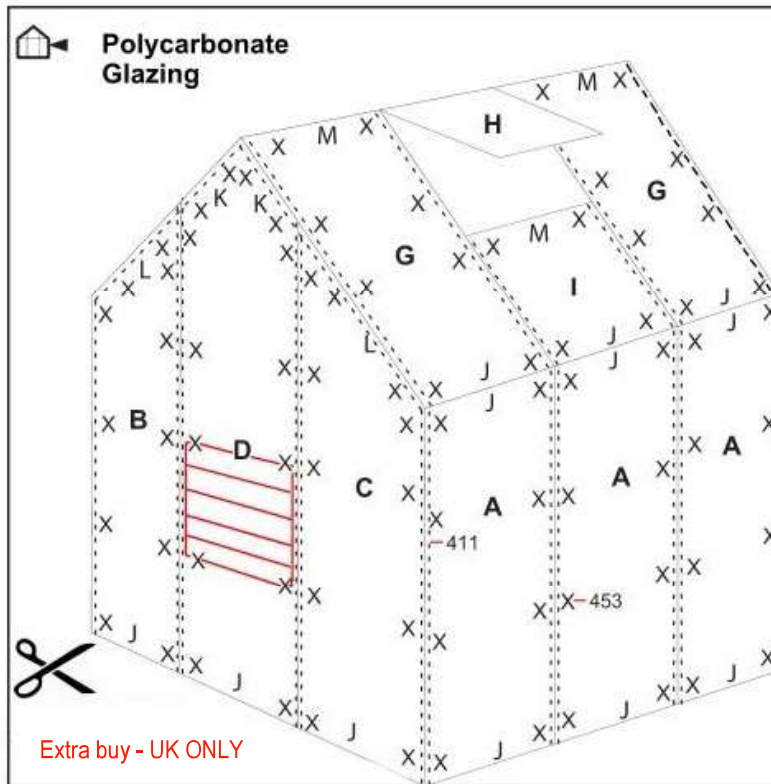 Polycarbonate
Glazing
X M X
H
X M X
X
X X
X G
K K
X X X
X X X
X M X
X X X G X
L X X X
X X X I J X
X X J X
X J X
X X L X J X X
X X J X X
X X J X X
X B X X X A X
X X D X X C X A X A
X X X
411
X X X X X X
X X X X 453
X J X X X
X X J X
X J X
X X J X J X J X
Extra buy - UK ONLY